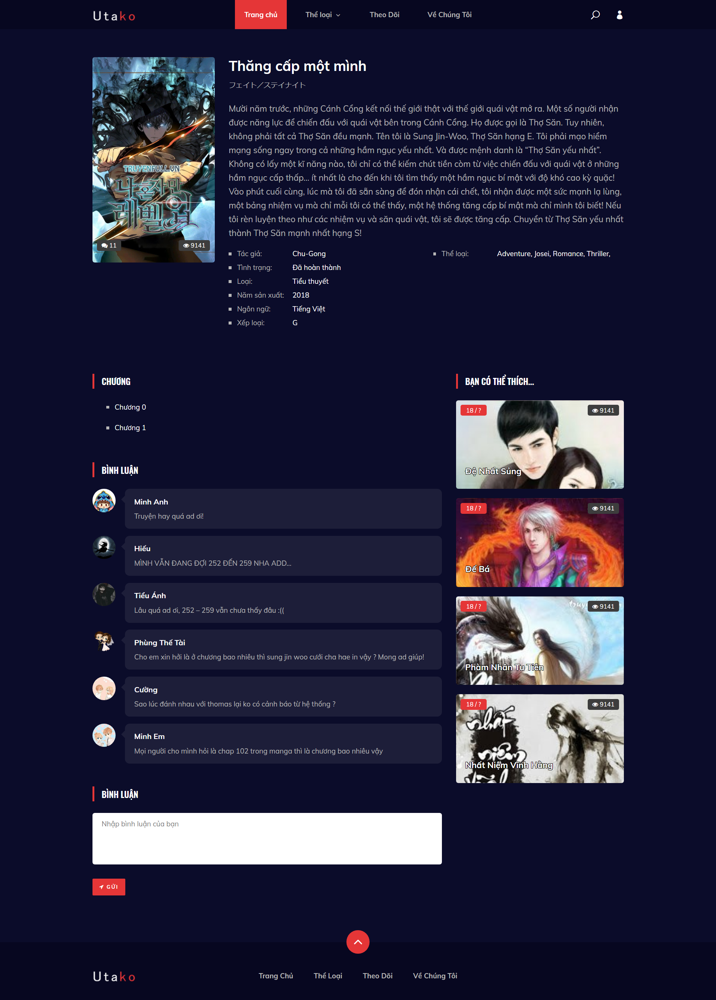 Utako
Trang chủ
Thể loại
Theo Dõi
Về Chúng Tôi
TRUYENFULL.VN
나 혼자만
레벨업
11
9141
Thăng cấp một mình
フェイト／ステイナイト
Mười năm trước, những Cánh Cổng kết nối thế giới thật với thế giới quái vật mở ra. Một số người nhận
được năng lực để chiến đấu với quái vật bên trong Cánh Cổng. Họ được gọi là Thợ Săn. Tuy nhiên,
không phải tất cả Thợ Săn đều mạnh. Tên tôi là Sung Jin-Woo, Thợ Săn hạng E. Tôi phải mạo hiểm
mạng sống ngay trong cả những hầm ngục yếu nhất. Và được mệnh danh là “Thợ Săn yếu nhất”.
Không có lấy một kĩ năng nào, tôi chỉ có thể kiếm chút tiền còm từ việc chiến đấu với quái vật ở những
hầm ngục cấp thấp... ít nhất là cho đến khi tôi tìm thấy một hầm ngục bí mật với độ khó cao kỳ quặc!
Vào phút cuối cùng, lúc mà tôi đã sẵn sàng để đón nhận cái chết, tôi nhận được một sức mạnh lạ lùng,
một bảng nhiệm vụ mà chỉ mỗi tôi có thể thấy, một hệ thống tăng cấp bí mật mà chỉ mình tôi biết! Nếu
tôi rèn luyện theo như các nhiệm vụ và săn quái vật, tôi sẽ được tăng cấp. Chuyển từ Thợ Săn yếu nhất
thành Thợ Săn mạnh nhất hạng S!
Tác giả: Chu-Gong
Tình trạng: Đã hoàn thành
Loại: Tiểu thuyết
Năm sản xuất: 2018
Ngôn ngữ: Tiếng Việt
Xếp loại: G
Thể loại: Adventure, Josei, Romance, Thriller,
CHƯƠNG
Chương 0
Chương 1
BÌNH LUẬN
Minh Anh
Truyện hay quá ad ơi!
Hiếu
MÌNH VẪN ĐANG ĐỢI 252 ĐẾN 259 NHA ADD...
Tiểu Ánh
Lâu quá ad ơi, 252 – 259 vẫn chưa thấy đâu :((
Phùng Thế Tài
Cho em xin hởi là ở chương bao nhiêu thì sung jin woo cưới cha hae in vậy ? Mong ad giúp!
Cường
Sao lúc đánh nhau với thomas lại ko có cảnh báo từ hệ thống ?
Minh Em
Mọi người cho mình hỏi là chap 102 trong manga thì là chương bao nhiêu vậy
BÌNH LUẬN
Nhập bình luận của bạn
GỬI
BẠN CÓ THỂ THÍCH...
18 / ?
9141
Đệ Nhất Sủng
18 / ?
9141
Đế Bá
18 / ?
9141
Phàm Nhân Tu Tiên
18 / ?
9141
nhất
niệm
Nhất Niệm Vĩnh Hằng
Utako
Trang Chủ
Thể Loại
Theo Dõi
Về Chúng Tôi